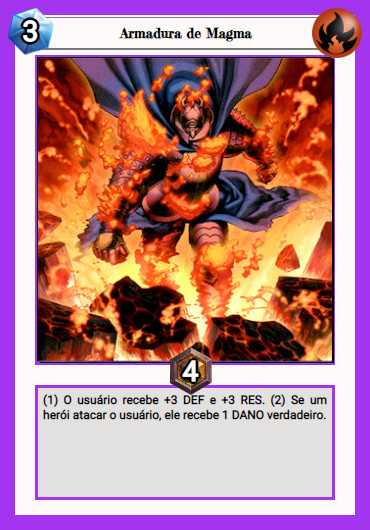 3
Armadura de Magma
4
(1) O usuário recebe +3 DEF e +3 RES. (2) Se um
herói atacar o usuário, ele recebe 1 DANO verdadeiro.